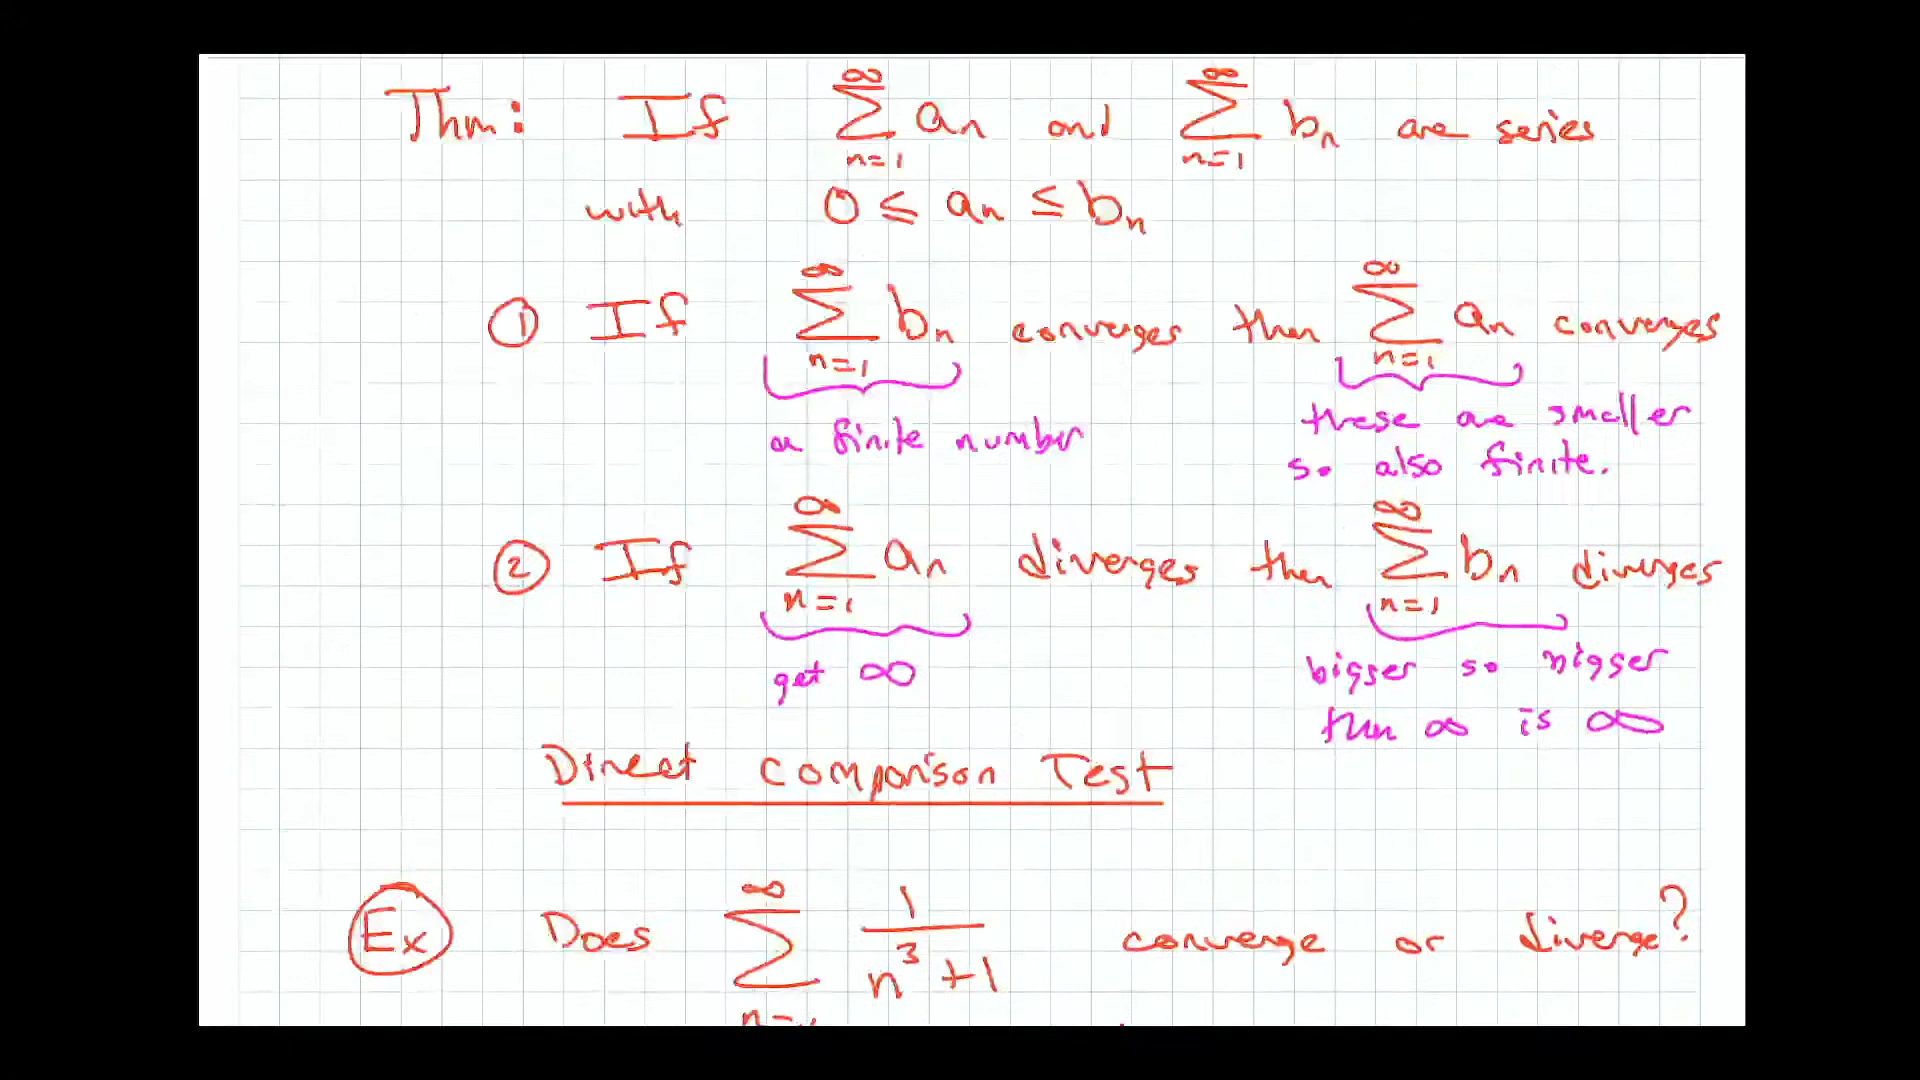 Thm: If ∞∑n=1 an and ∞∑n=1 bn are series
with 0 ≤ an ≤ bn
① If ∞∑n=1 bn converges then ∞∑n=1 an converges
a finite number
these are smaller
so also finite.
② If ∞∑n=1 an diverges then ∞∑n=1 bn diverges
get ∞
bigger so
than ∞ is ∞
Direct comparison Test
Ex Does ∞∑n=1 1/(n³+1) converge or diverge?